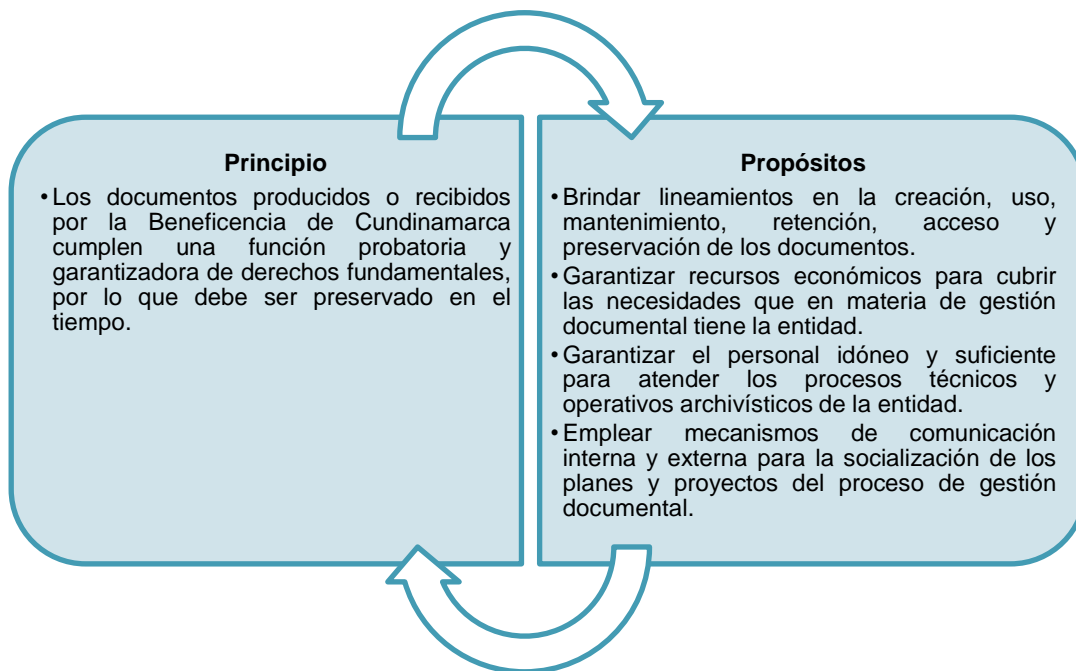 Principio
• Los documentos producidos o recibidos
por la Beneficencia de Cundinamarca
cumplen una función probatoria y
garantizadora de derechos fundamentales,
por lo que debe ser preservado en el
tiempo.
Propósitos
• Brindar lineamientos en la creación, uso,
mantenimiento, retención, acceso y
preservación de los documentos.
• Garantizar recursos económicos para cubrir
las necesidades que en materia de gestión
documental tiene la entidad.
• Garantizar el personal idóneo y suficiente
para atender los procesos técnicos y
operativos archivísticos de la entidad.
• Emplear mecanismos de comunicación
interna y externa para la socialización de los
planes y proyectos del proceso de gestión
documental.